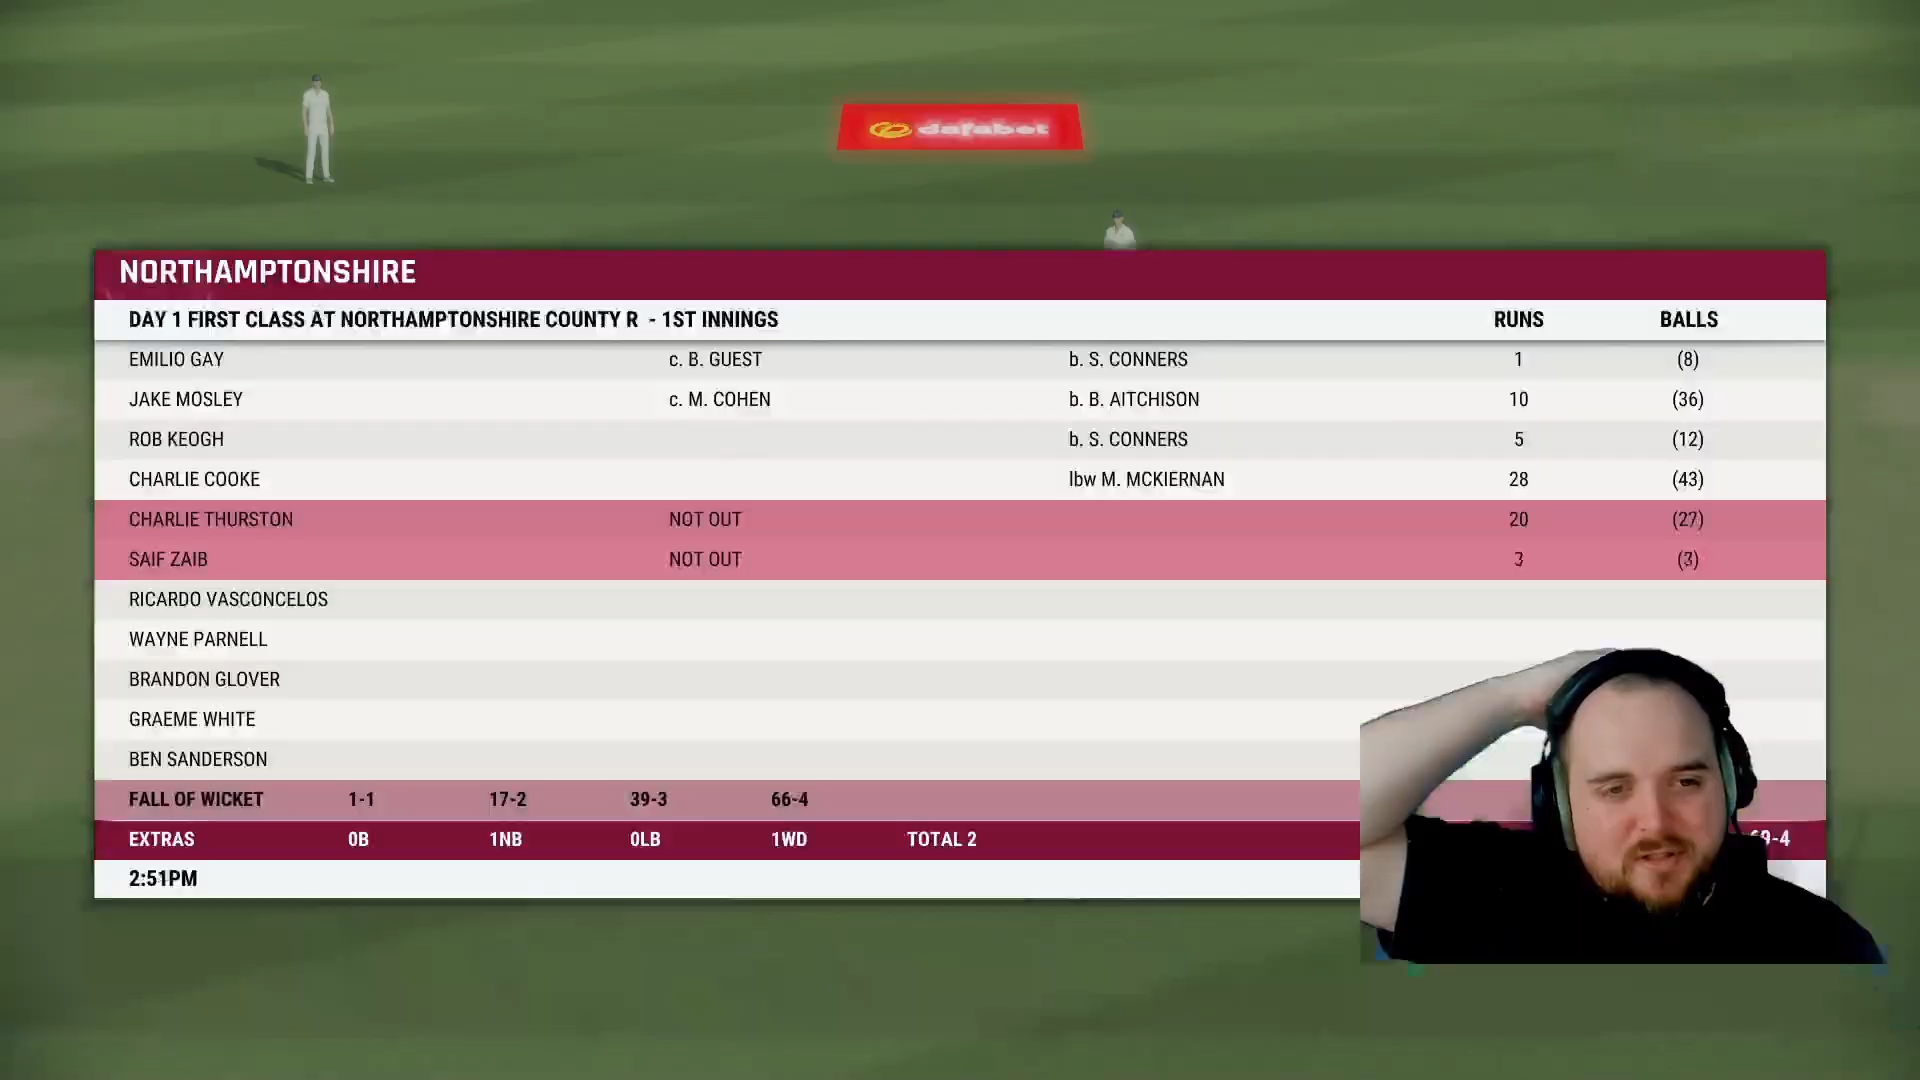 dafabet
NORTHAMPTONSHIRE
DAY 1 FIRST CLASS AT NORTHAMPTONSHIRE COUNTY R - 1ST INNINGS RUNS BALLS
EMILIO GAY c. B. GUEST b. S. CONNERS 1 (8)
JAKE MOSLEY c. M. COHEN b. B. AITCHISON 10 (36)
ROB KEOGH b. S. CONNERS 5 (12)
CHARLIE COOKE lbw M. MCKIERNAN 28 (43)
CHARLIE THURSTON NOT OUT 20 (27)
SAIF ZAIB NOT OUT 3 (3)
RICARDO VASCONCELOS
WAYNE PARNELL
BRANDON GLOVER
GRAEME WHITE
BEN SANDERSON
FALL OF WICKET 1-1 17-2 39-3 66-4
EXTRAS 0B 1NB 0LB 1WD TOTAL 2 69-4
2:51PM